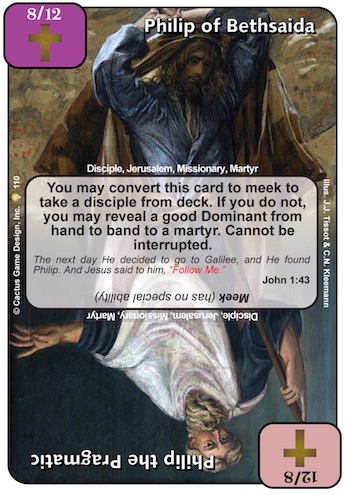 8/12
Philip of Bethsaida
Disciple, Jerusalem, Missionary, Martyr
You may convert this card to meek to
take a disciple from deck. If you do not,
you may reveal a good Dominant from
hand to band to a martyr. Cannot be
interrupted.
The next day He decided to go to Galilee, and He found
Philip. And Jesus said to him, “Follow Me.”
John 1:43
© Cactus Game Design, Inc. 110
Illus. J.J. Tissot & C.N. Kleemann
Meek (has no special ability)
Disciple, Jerusalem, Missionary, Martyr
Philip the Pragmatic
12/8